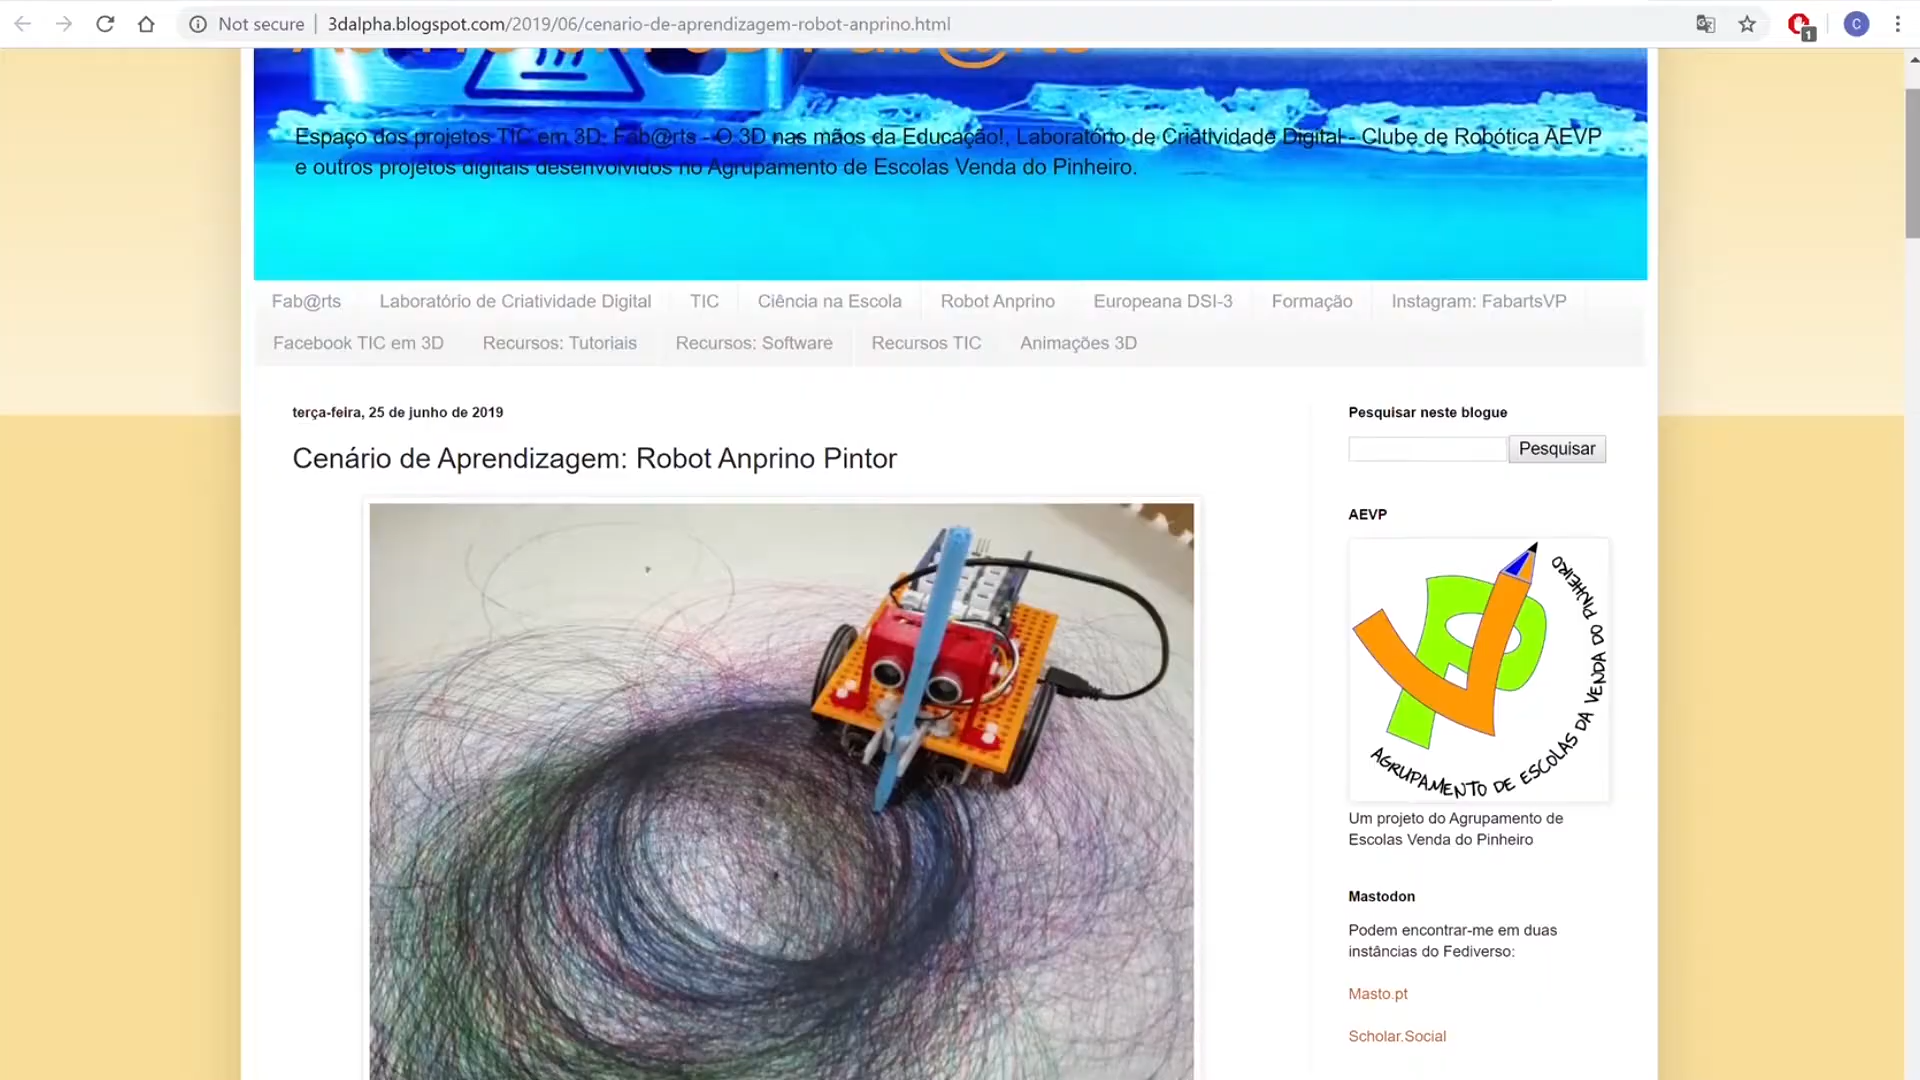 Not secure | 3dalpha.blogspot.com/2019/06/cenario-de-aprendizagem-robot-anprino.html
1
C
Espaço dos projetos TIC em 3D: Fab@rts - O 3D nas mãos da Educação!, Laboratório de Criatividade Digital - Clube de Robótica AEVP
e outros projetos digitais desenvolvidos no Agrupamento de Escolas Venda do Pinheiro.
Fab@rts Laboratório de Criatividade Digital TIC Ciência na Escola Robot Anprino Europeana DSI-3 Formação Instagram: FabartsVP
Facebook TIC em 3D Recursos: Tutoriais Recursos: Software Recursos TIC Animações 3D
terça-feira, 25 de junho de 2019
Cenário de Aprendizagem: Robot Anprino Pintor
Pesquisar neste blogue
Pesquisar
AEVP
AGRUPAMENTO DE ESCOLAS DA VENDA DO PINHEIRO
Um projeto do Agrupamento de
Escolas Venda do Pinheiro
Mastodon
Podem encontrar-me em duas
instâncias do Fediverso:
Masto.pt
Scholar.Social